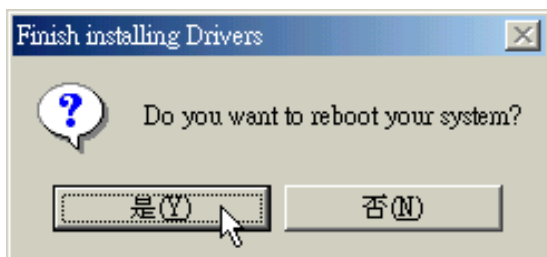 Finish installing Drivers
Do you want to reboot your system?
是(Y) 否(N)